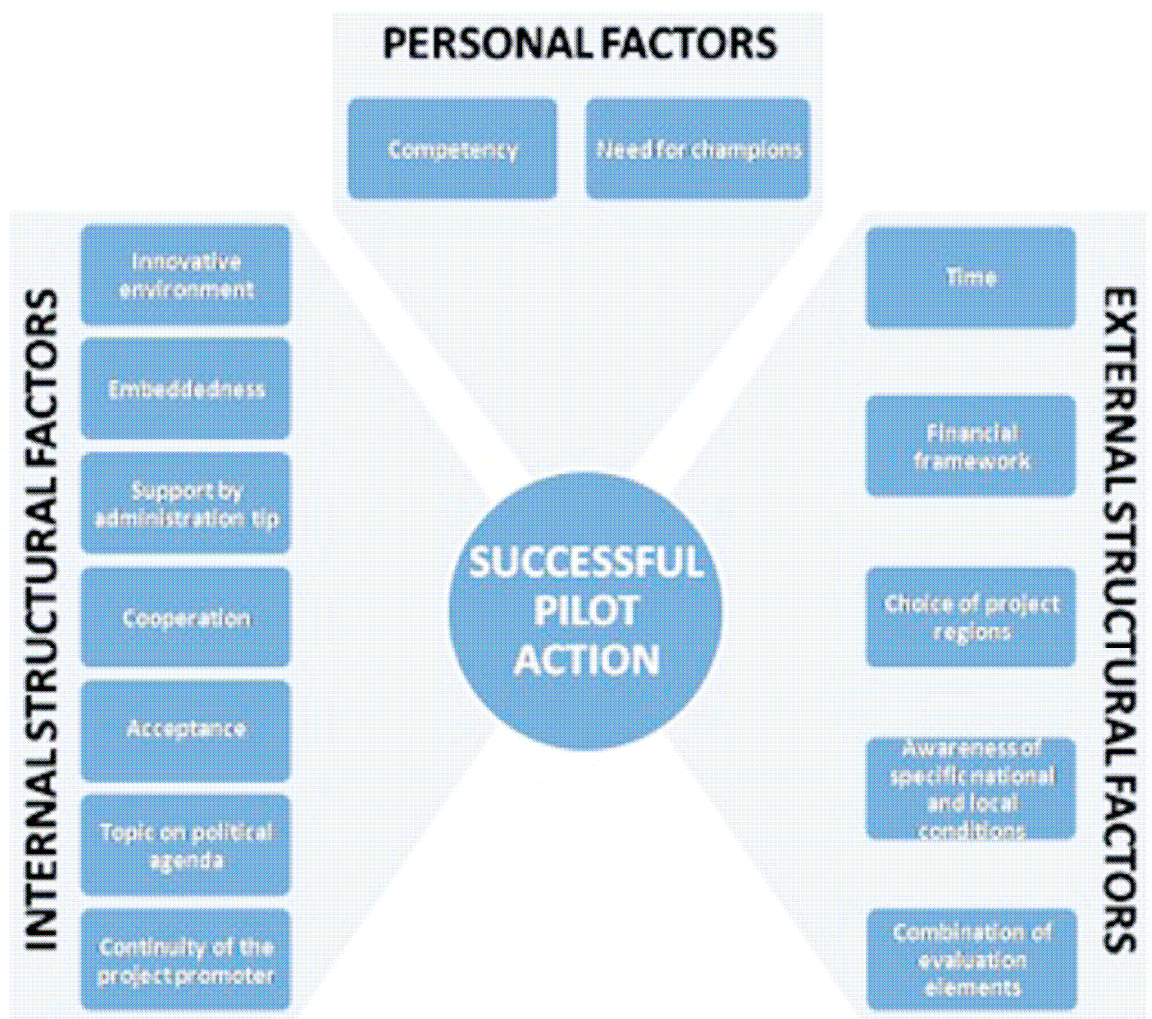 PERSONAL FACTORS
Competency
Need for champions
INTERNAL STRUCTURAL FACTORS
Innovative
environment
Embeddedness
Support by
administration tip
Cooperation
Acceptance
Topic on political
agenda
Continuity of the
project promoter
SUCCESSFUL
PILOT
ACTION
EXTERNAL STRUCTURAL FACTORS
Time
Financial
framework
Choice of project
regions
Awareness of
specific national
and local
conditions
Combination of
evaluation
elements